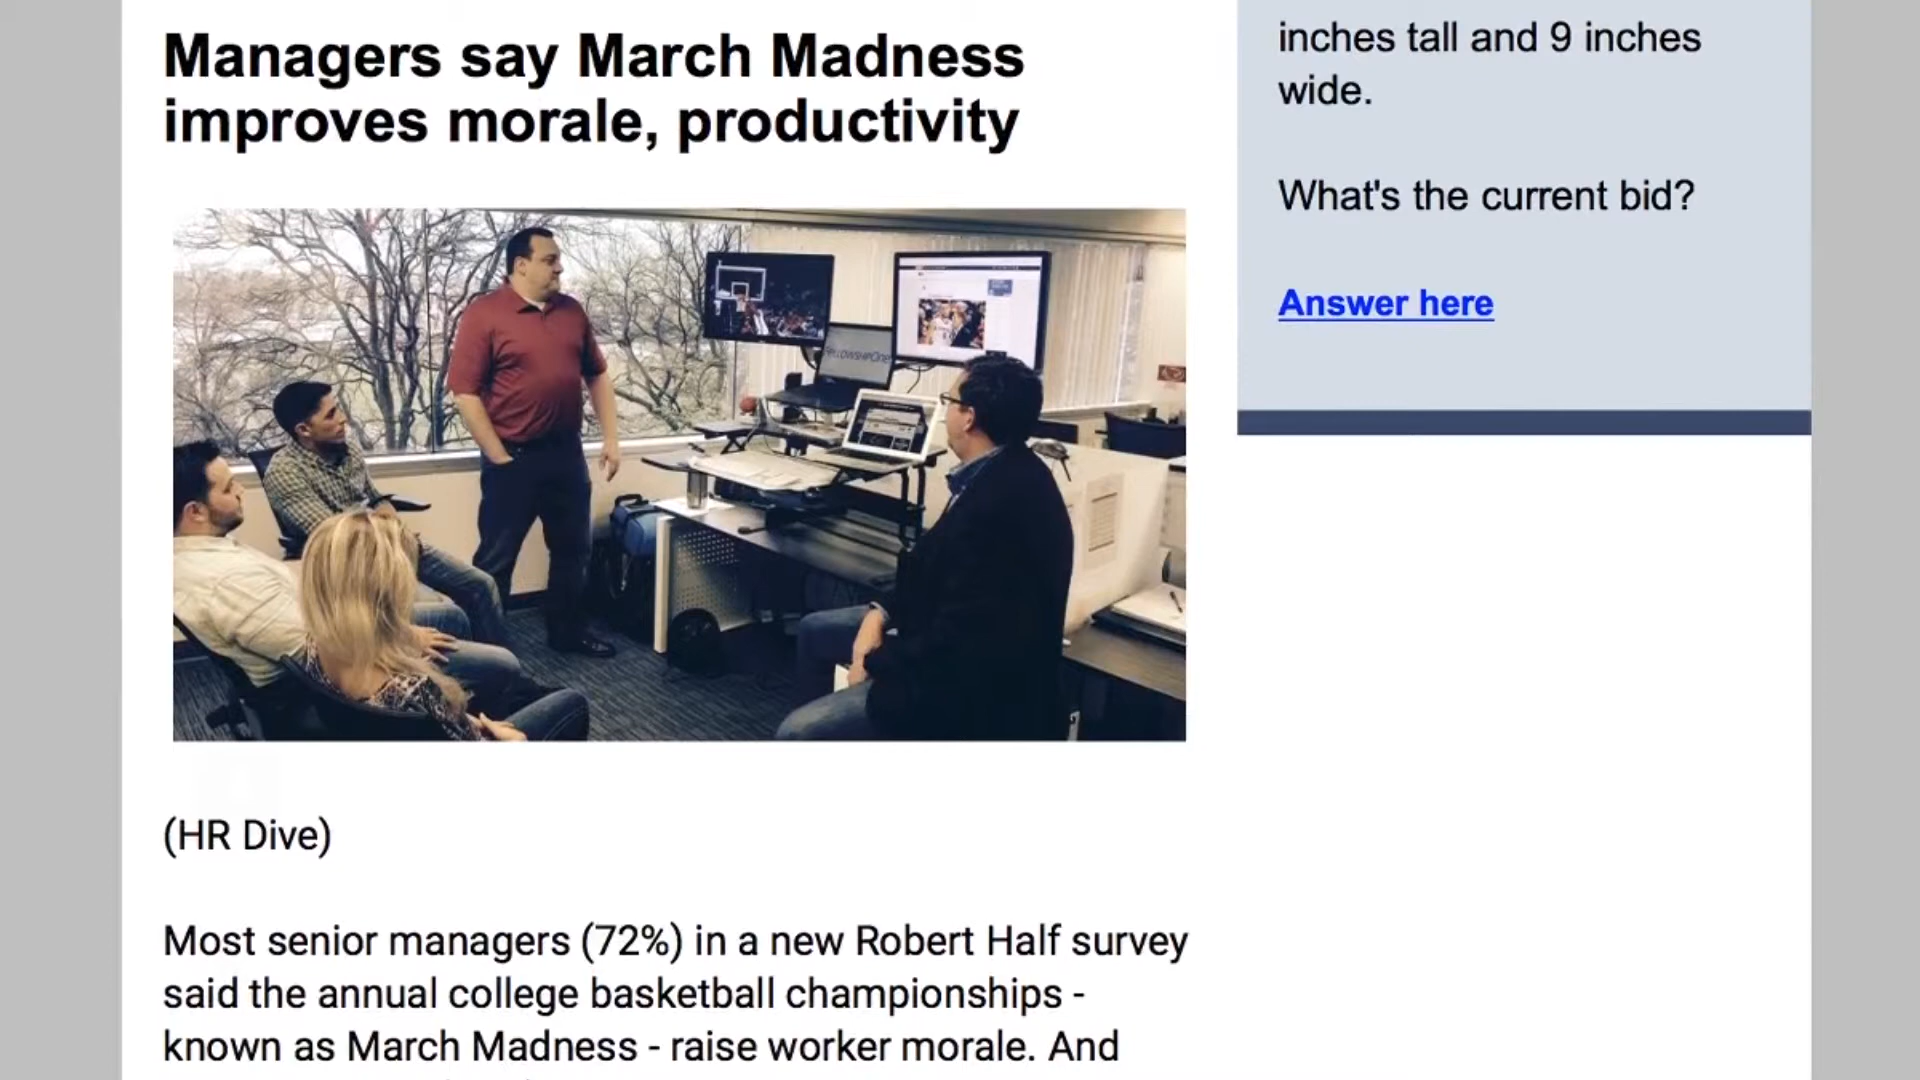 Managers say March Madness
improves morale, productivity
FellowshipOne
(HR Dive)
Most senior managers (72%) in a new Robert Half survey
said the annual college basketball championships -
known as March Madness - raise worker morale. And
inches tall and 9 inches
wide.
What's the current bid?
Answer here